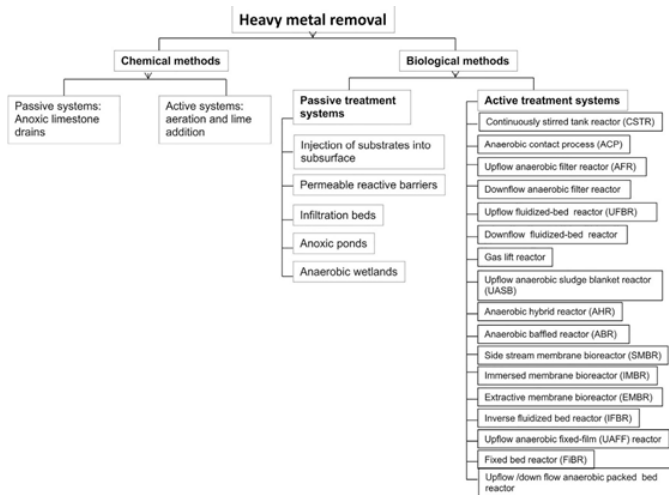 Heavy metal removal
Chemical methods
Biological methods
Passive systems:
Anoxic limestone
drains
Active systems:
aeration and lime
addition
Passive treatment
systems
Injection of substrates into
subsurface
Permeable reactive barriers
Infiltration beds
Anoxic ponds
Anaerobic wetlands
Active treatment systems
Continuously stirred tank reactor (CSTR)
Anaerobic contact process (ACP)
Upflow anaerobic filter reactor (AFR)
Downflow anaerobic filter reactor
Upflow fluidized-bed reactor (UFBR)
Downflow fluidized-bed reactor
Gas lift reactor
Upflow anaerobic sludge blanket reactor
(UASB)
Anaerobic hybrid reactor (AHR)
Anaerobic baffled reactor (ABR)
Side stream membrane bioreactor (SMBR)
Immersed membrane bioreactor (IMBR)
Extractive membrane bioreactor (EMBR)
Inverse fluidized bed reactor (IFBR)
Upflow anaerobic fixed-film (UAFF) reactor
Fixed bed reactor (FiBR)
Upflow /down flow anaerobic packed bed
reactor